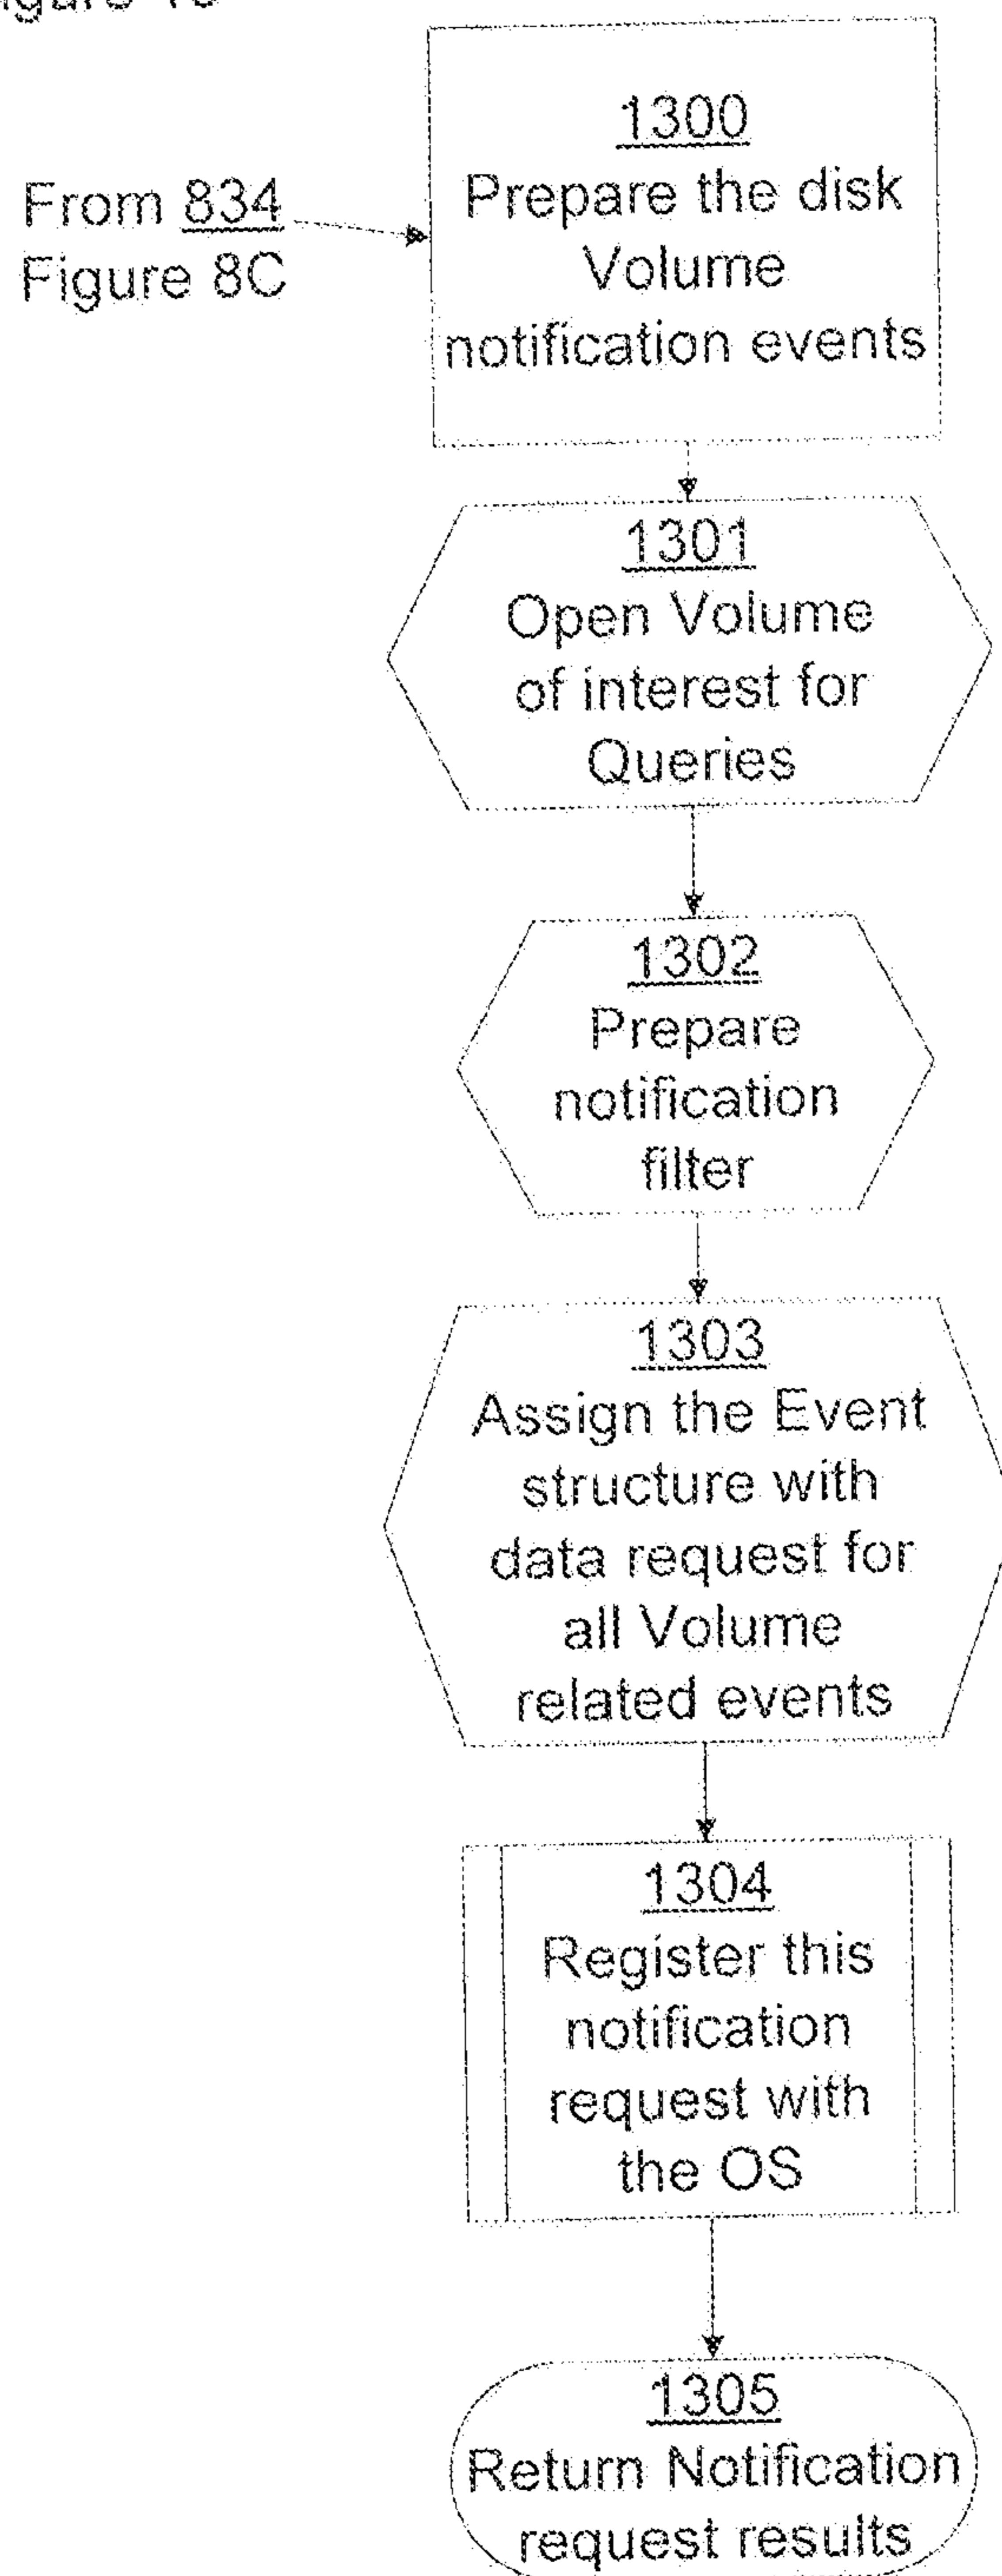 1300
Prepare the disk
Volume
notification events
From 834
Figure 8C
1301
Open Volume
of interest for
Queries
1302
Prepare
notification
filter
1303
Assign the Event
structure with
data request for
all Volume
related events
1304
Register this
notification
request with
the OS
1305
Return Notification
request results